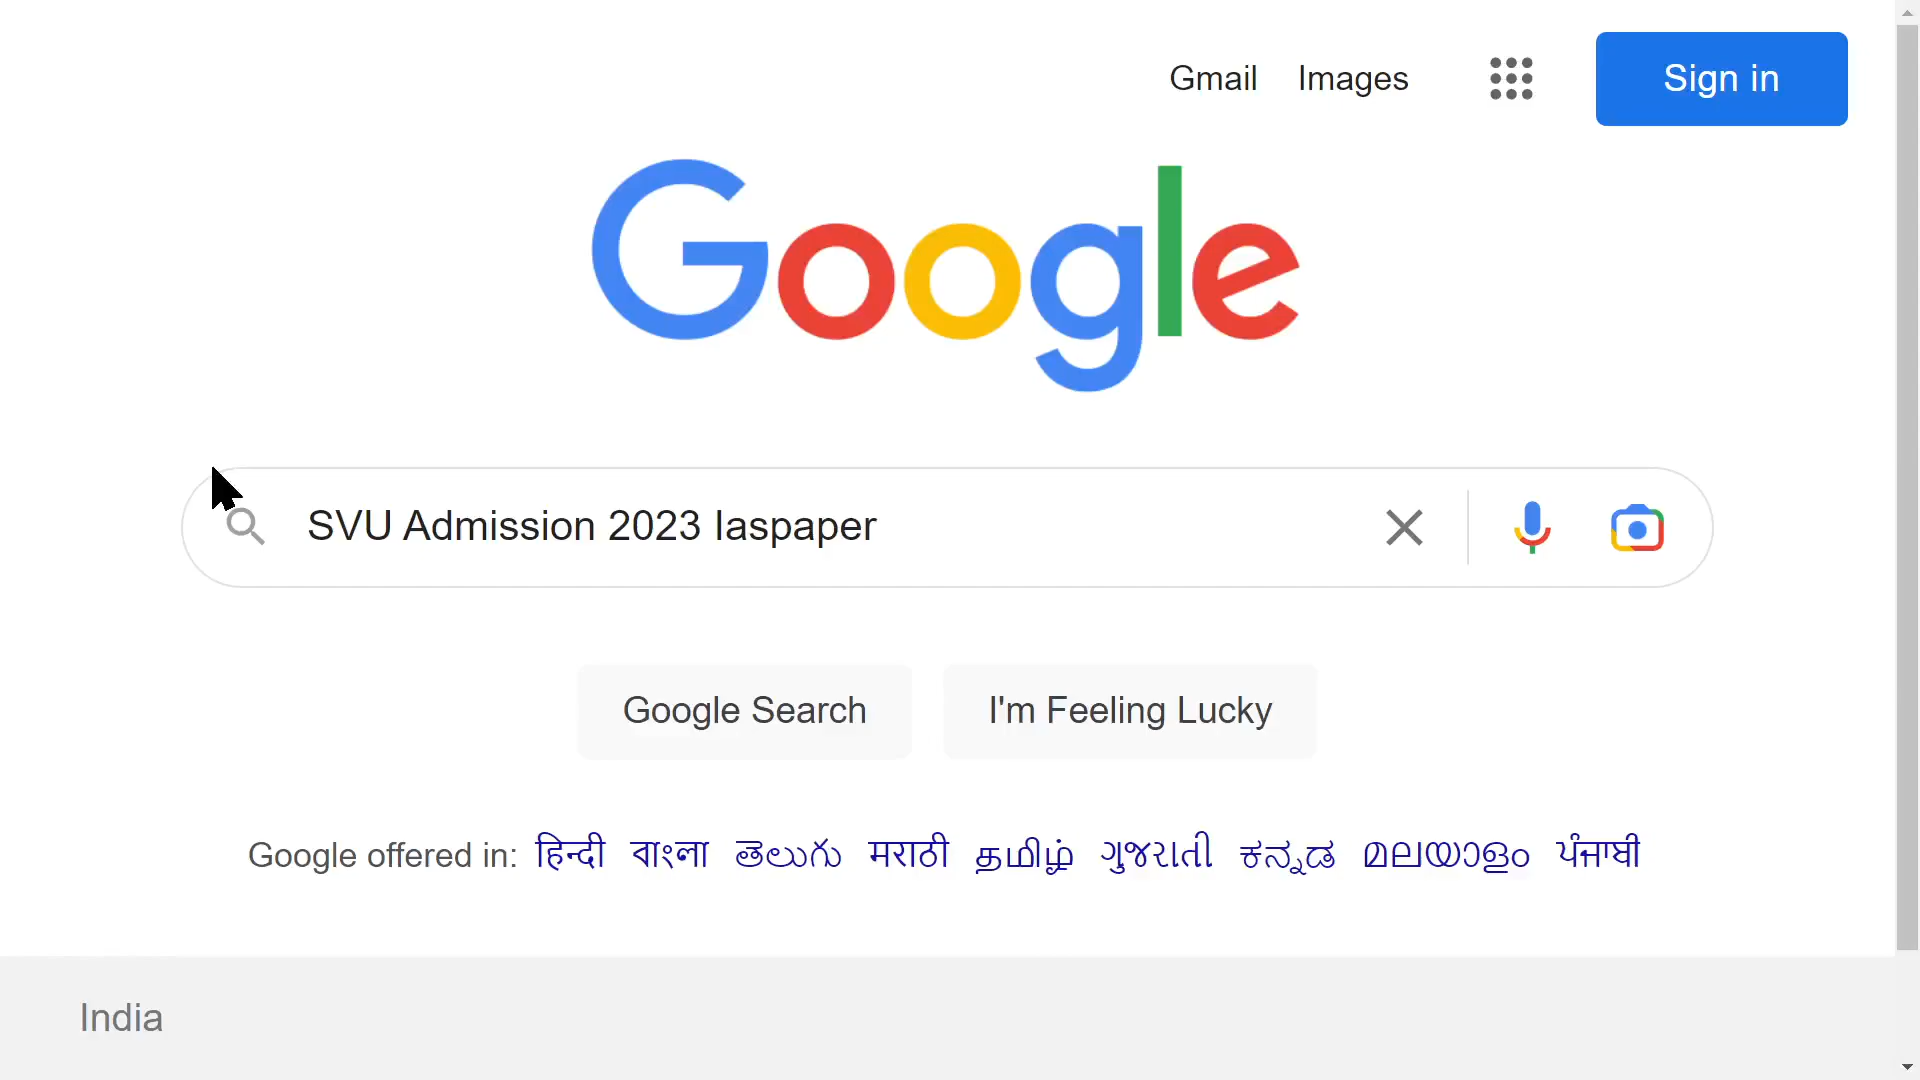 Gmail Images Sign in
Google
SVU Admission 2023 Iaspaper
Google Search I'm Feeling Lucky
Google offered in: हिन्दी বাংলা తెలుగు मराठी தமிழ் ગુજરાતી ಕನ್ನಡ മലയാളം ਪੰਜਾਬੀ
India